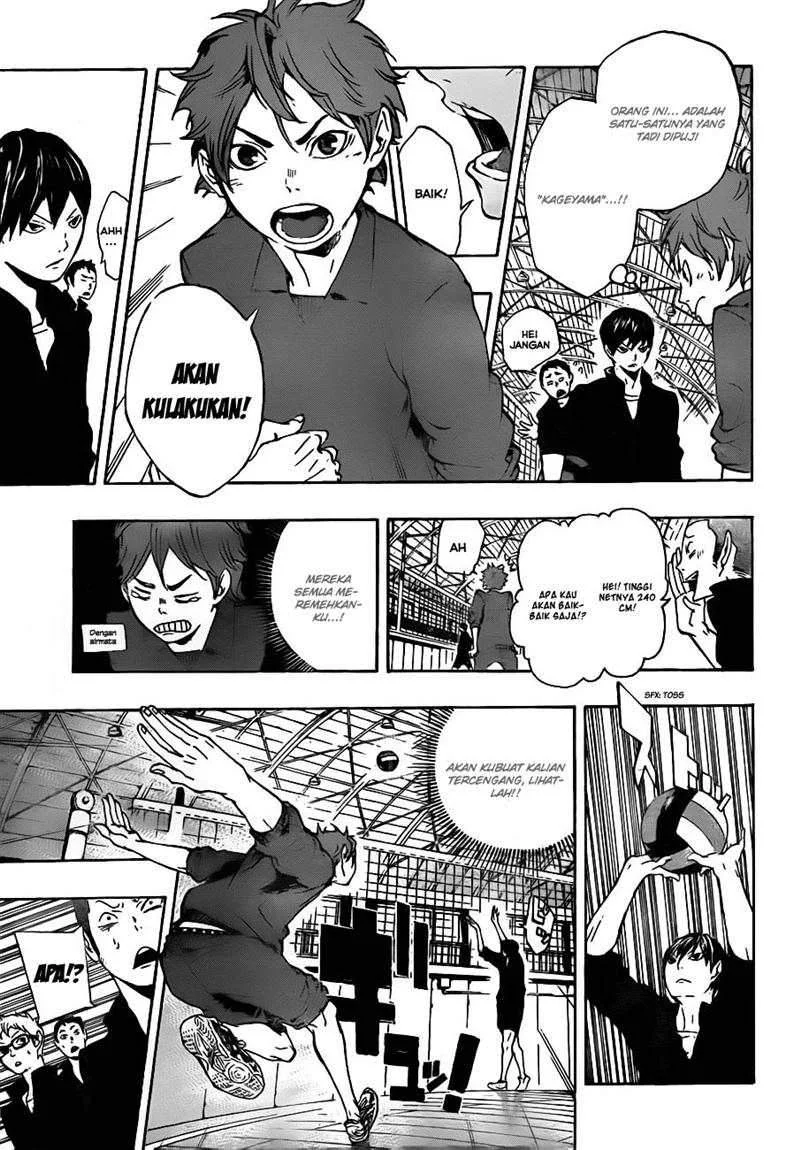 ORANG INI... ADALAH
SATU-SATUNYA YANG
TADI DIPUJI
"KAGEYAMA"...!!
HEI JANGAN
BAIK!
AKAN
KULAKUKAN!
AHH
...
HEI! TINGGI
NETNYA 240
CM!
APA KAU
AKAN BAIK-
BAIK SAJA!?
AH
MEREKA
SEMUA ME-
REMEHKAN-
KU...!
Dengan
airmata
SFX: TOSS
AKAN KUBUAT KALIAN
TERCENGANG, LIHAT-
LAH!!
APA!?